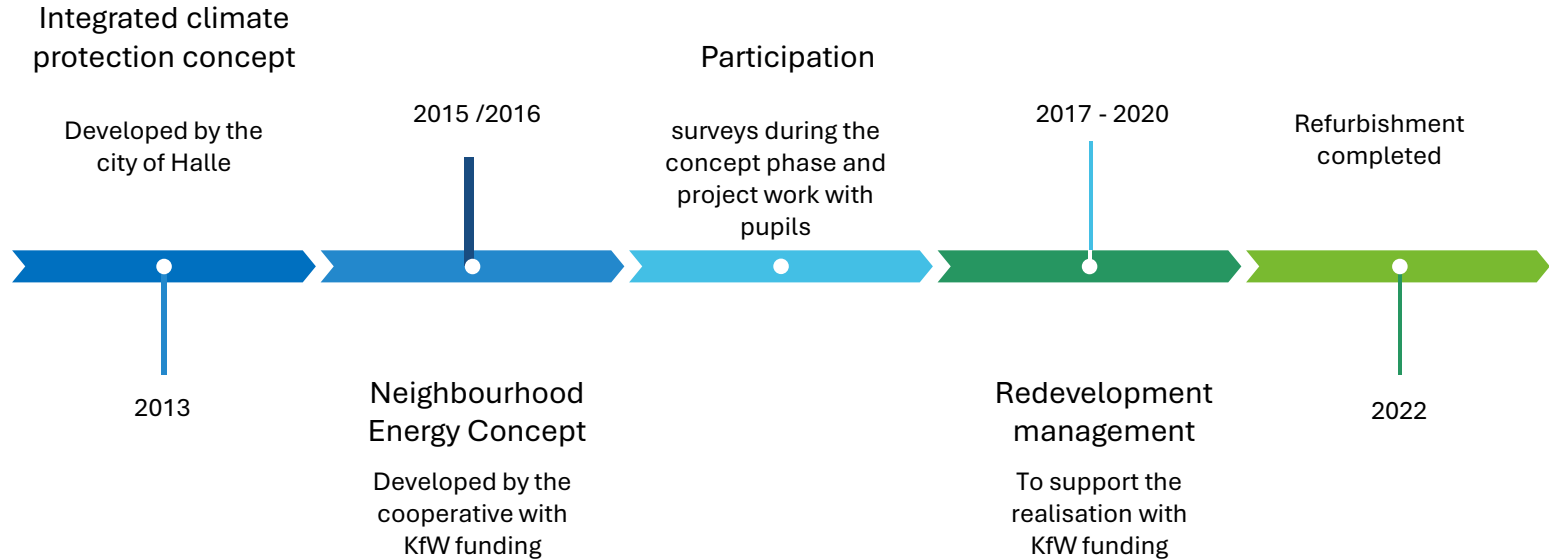 Integrated climate
protection concept
Developed by the
city of Halle
2013
2015 /2016
Neighbourhood
Energy Concept
Developed by the
cooperative with
KfW funding
Participation
surveys during the
concept phase and
project work with
pupils
2017 - 2020
Redevelopment
management
To support the
realisation with
KfW funding
Refurbishment
completed
2022